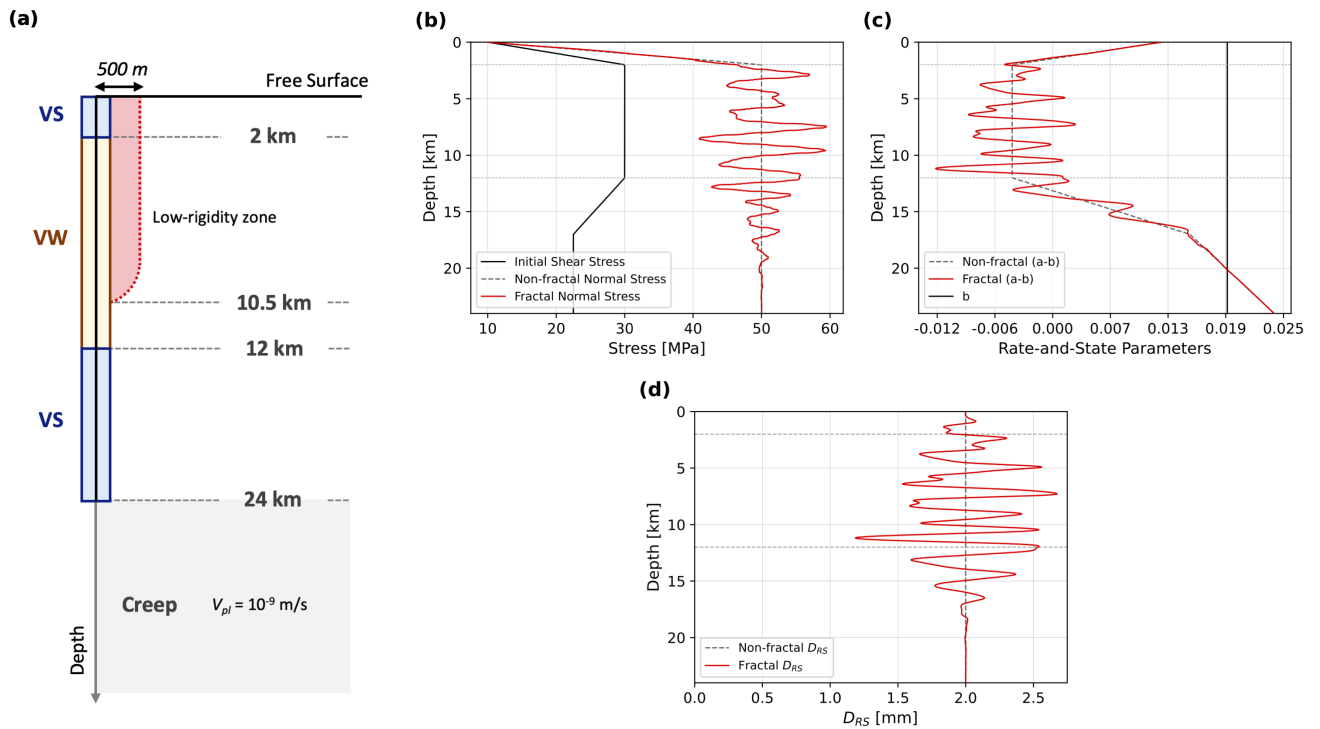 (a)
500 m
Free Surface
VS
2 km
Low-rigidity zone
VW
10.5 km
12 km
VS
24 km
Creep
Vpl = 10-9 m/s
Depth
(b)
0
5
10
15
20
Depth [km]
Initial Shear Stress
Non-fractal Normal Stress
Fractal Normal Stress
10 20 30 40 50 60
Stress [MPa]
(c)
0
5
10
15
20
Depth [km]
Non-fractal (a-b)
Fractal (a-b)
b
-0.012 -0.006 0.000 0.007 0.013 0.019 0.025
Rate-and-State Parameters
(d)
0
5
10
15
20
Depth [km]
Non-fractal DRS
Fractal DRS
0.0 0.5 1.0 1.5 2.0 2.5
DRS [mm]